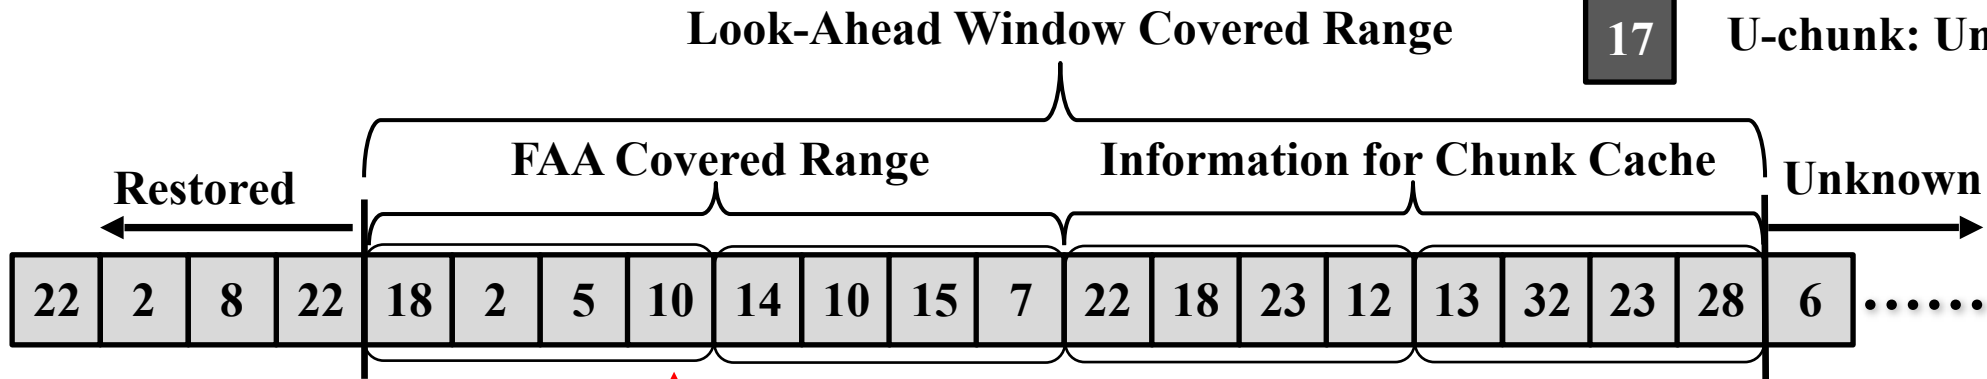 Look-Ahead Window Covered Range
17 U-chunk:
FAA Covered Range Information for Chunk Cache
Restored Unknown
22 2 8 22 18 2 5 10 14 10 15 7 22 18 23 12 13 32 23 28 6 ......